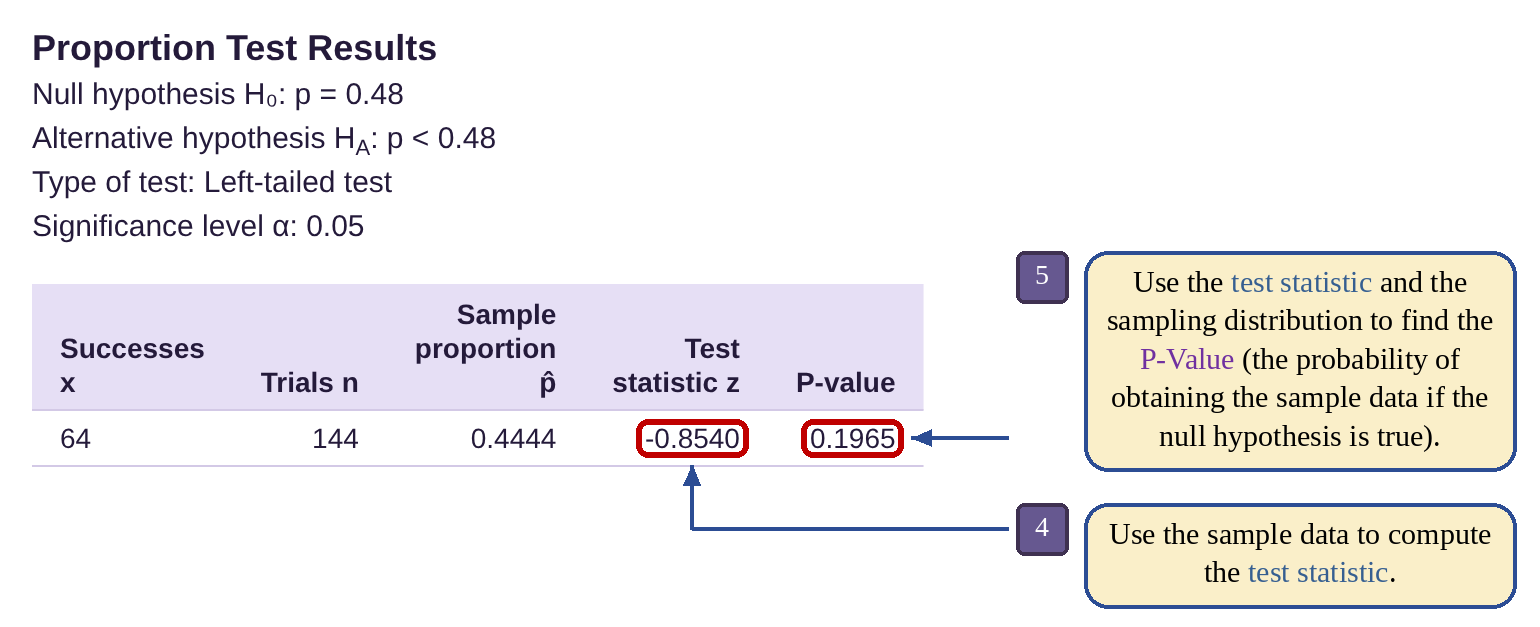 Proportion Test Results
Null hypothesis H₀: p = 0.48
Alternative hypothesis H_A: p < 0.48
Type of test: Left-tailed test
Significance level α: 0.05
Successes x
Trials n
Sample proportion p̂
Test statistic z
P-value
64 144 0.4444 -0.8540 0.1965
5
Use the test statistic and the
sampling distribution to find the
P-Value (the probability of
obtaining the sample data if the
null hypothesis is true).
4
Use the sample data to compute
the test statistic.